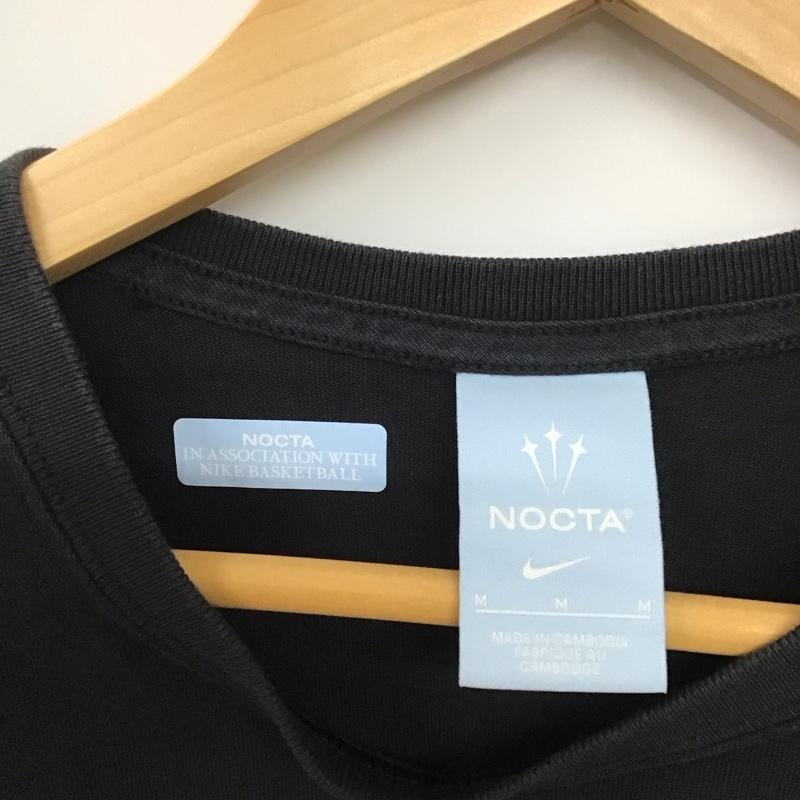 NOCTA
IN ASSOCIATION WITH
NIKE BASKETBALL
NOCTA®
M M M
MADE IN CAMBODIA
FABRIQUE AU
CAMBODGE